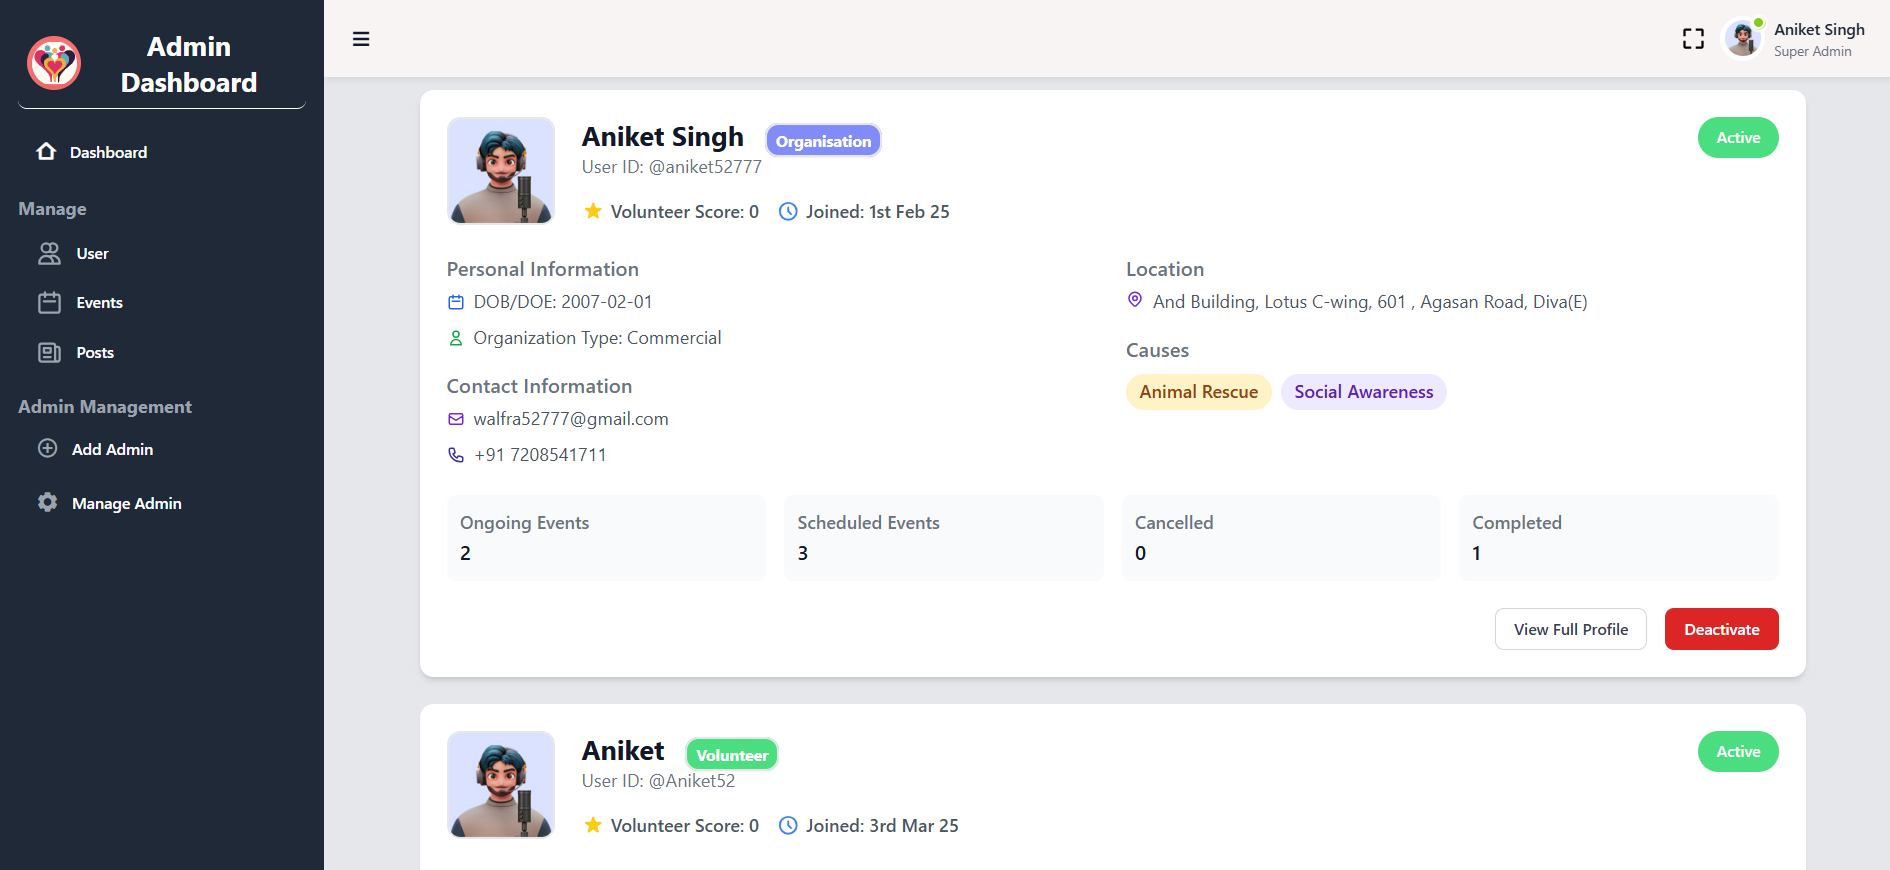 Admin
Dashboard
Dashboard
Manage
User
Events
Posts
Admin Management
Add Admin
Manage Admin
Aniket Singh
Super Admin
Aniket Singh Organisation
Active
User ID: @aniket52777
Volunteer Score: 0 Joined: 1st Feb 25
Personal Information
DOB/DOE: 2007-02-01
Organization Type: Commercial
Contact Information
walfra52777@gmail.com
+91 7208541711
Location
And Building, Lotus C-wing, 601 , Agasan Road, Diva(E)
Causes
Animal Rescue Social Awareness
Ongoing Events
2
Scheduled Events
3
Cancelled
0
Completed
1
View Full Profile Deactivate
Aniket Volunteer
Active
User ID: @Aniket52
Volunteer Score: 0 Joined: 3rd Mar 25